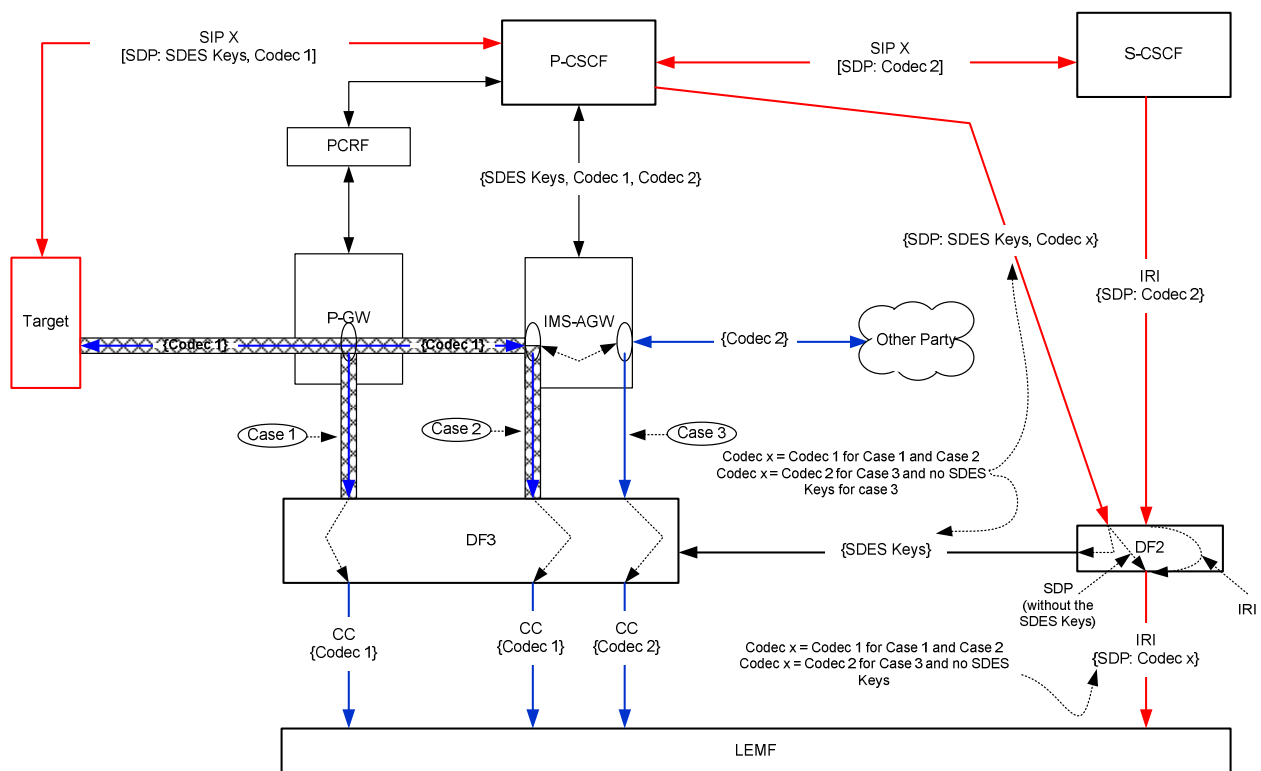 SIP X
[SDP: SDES Keys, Codec 1]
P-CSCF
SIP X
[SDP: Codec 2]
S-CSCF
PCRF
{SDES Keys, Codec 1, Codec 2}
{SDP: SDES Keys, Codec x}
IRI
{SDP: Codec 2}
Target
P-GW
IMS-AGW
{Codec 1}
{Codec 1}
{Codec 2}
Other Party
Case 1
Case 2
Case 3
Codec x = Codec 1 for Case 1 and Case 2
Codec x = Codec 2 for Case 3 and no SDES
Keys for case 3
DF3
{SDES Keys}
DF2
SDP
(without the
SDES Keys)
IRI
CC
{Codec 1}
CC
{Codec 1}
CC
{Codec 2}
Codec x = Codec 1 for Case 1 and Case 2
Codec x = Codec 2 for Case 3 and no SDES
Keys
IRI
{SDP: Codec x}
LEMF